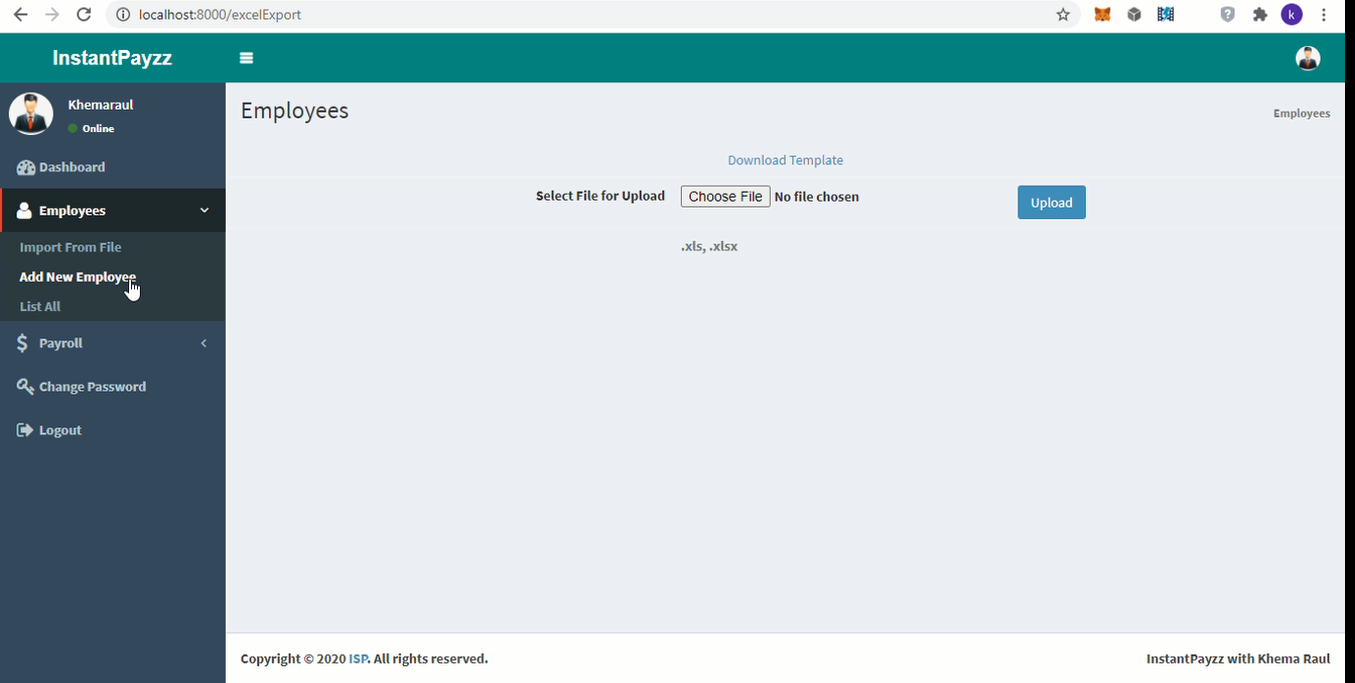 localhost:8000/excelExport
k
InstantPayzz
Khemaraul
Online
Dashboard
Employees
Import From File
Add New Employee
List All
$ Payroll
Change Password
Logout
Employees
Employees
Download Template
Select File for Upload Choose File No file chosen
Upload
.xls, .xlsx
Copyright © 2020 ISP. All rights reserved.
InstantPayzz with Khema Raul